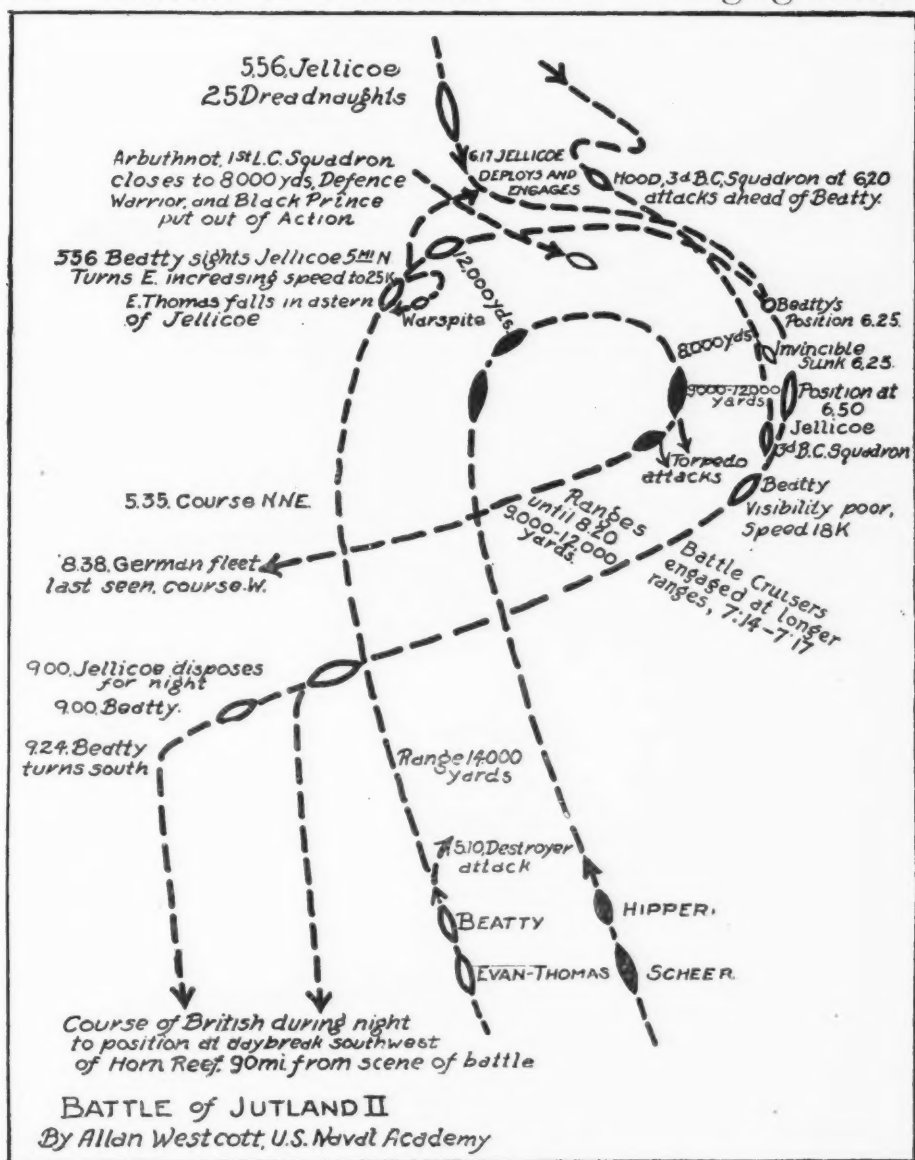 5.56. Jellicoe
25 Dreadnaughts
Arbuthnot, 1st L.C. Squadron
closes to 8000 yds, Defence
Warrior, and Black Prince
put out of Action
6.17 JELLICOE
DEPLOYS AND
ENGAGES
HOOD, 3d B.C, Squadron at 6,20
attacks ahead of Beatty.
556 Beatty sights Jellicoe 5MI N
Turns E. increasing speed to 25K
E. Thomas falls in astern
of Jellicoe
12,000 yds.
Warspite
Beatty's
Position 6.25.
Invincible
Sunk 6,25.
8000 yds.
9000-12000
yards.
Position at
6.50
Jellicoe
3d B.C. Squadron
Torpedo
attacks
Beatty
Visibility poor,
Speed 18K
5.35. Course NNE.
Ranges
until 8.20
9.000-12.000
yards.
8.38. German fleet
last seen, course W.
Battle Cruisers
engaged at longer
ranges, 7:14-7:17
9.00. Jellicoe disposes
for night
9.00. Beatty.
9.24. Beatty
turns south
Range 14.000
yards
5.10, Destroyer
attack
BEATTY
HIPPER.
EVAN-THOMAS
SCHEER.
Course of British during night
to position at daybreak southwest
of Horn Reef. 90mi. from scene of battle
BATTLE of JUTLAND II
By Allan Westcott, U.S. Naval Academy